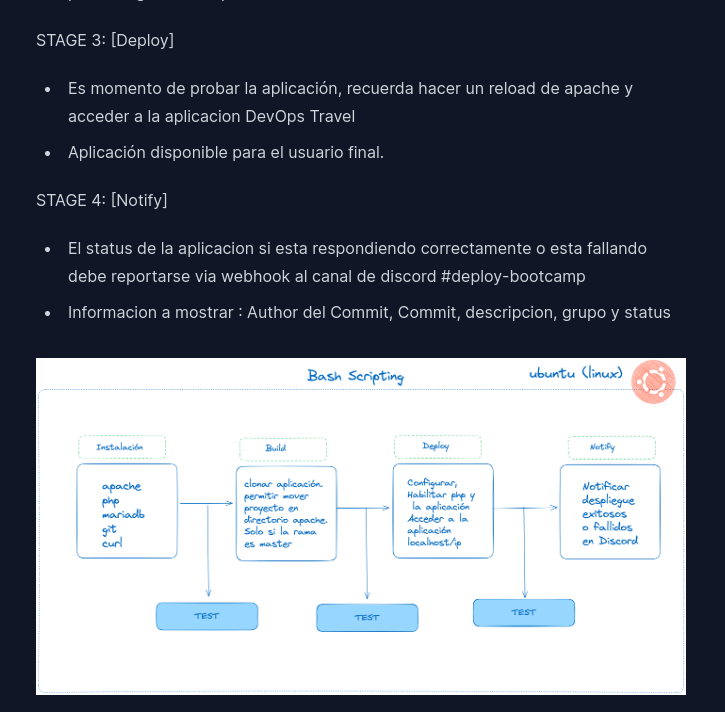 STAGE 3: [Deploy]
Es momento de probar la aplicación, recuerda hacer un reload de apache y
acceder a la aplicacion DevOps Travel
Aplicación disponible para el usuario final.
STAGE 4: [Notify]
El status de la aplicacion si esta respondiendo correctamente o esta fallando
debe reportarse via webhook al canal de discord #deploy-bootcamp
Informacion a mostrar : Author del Commit, Commit, descripcion, grupo y status
Bash Scripting
ubuntu (linux)
Instalación
apache
php
mariadb
git
curl
Build
clonar aplicación.
permitir mover
proyecto en
directorio apache.
Solo si la rama
es master
Deploy
Configurar,
Habilitar php y
la aplicación
Acceder a la
aplicación
localhost/ip
Notify
Notificar
despliegue
exitosos
o fallidos
en Discord
TEST
TEST
TEST